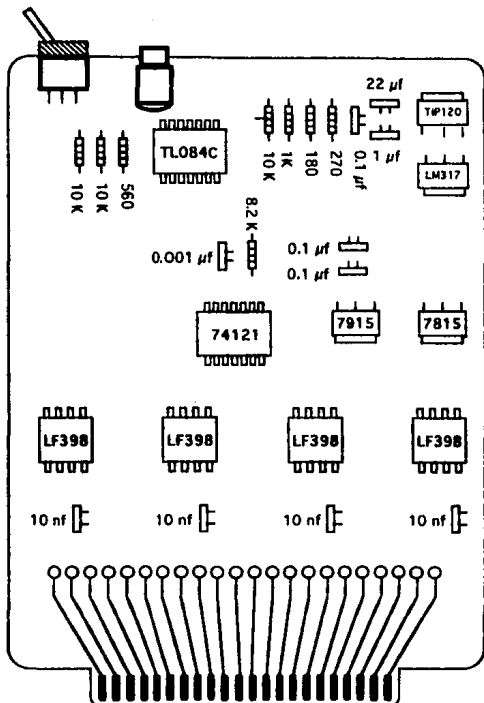 22 µf
TiP120
TL084C
10 K
1K
180
270
0.1 µf
1 µf
LM317
10 K
10 K
560
8.2 K
0.001 µf
0.1 µf
0.1 µf
74121
7915
7815
LF398
LF398
LF398
LF398
10 nf
10 nf
10 nf
10 nf